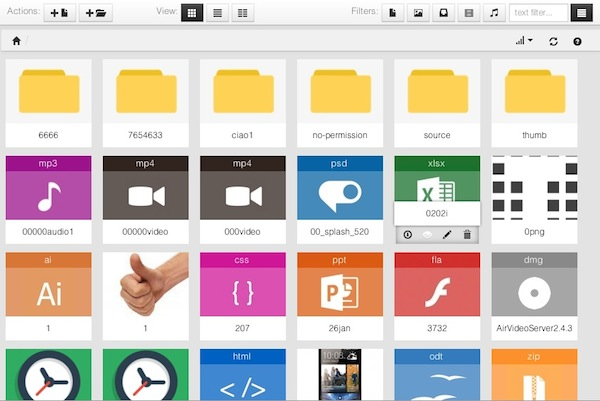 Actions:
View:
Filters:
text filter...
6666
7654633
ciao1
no-permission
source
thumb
mp3
mp4
mp4
psd
xlsx
00000audio1
00000video
000video
00_splash_520
0202i
0png
ai
css
ppt
fla
dmg
Ai
{ }
1
1
207
26jan
3732
AirVideoServer2.4.3
html
odt
zip
</>